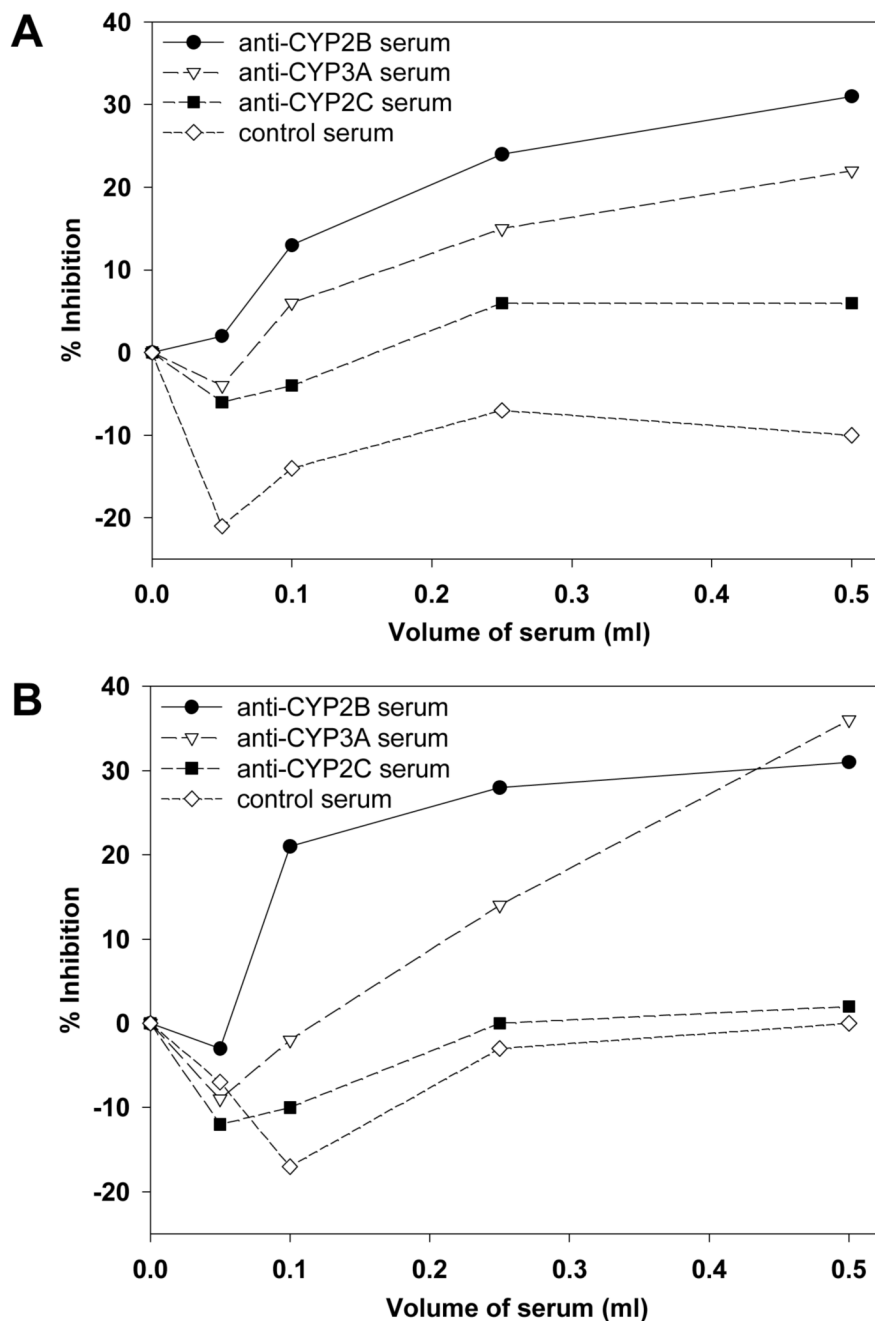 A
anti-CYP2B serum
anti-CYP3A serum
anti-CYP2C serum
control serum
% Inhibition
40
30
20
10
0
-10
-20
0.0 0.1 0.2 0.3 0.4 0.5
Volume of serum (ml)
B
anti-CYP2B serum
anti-CYP3A serum
anti-CYP2C serum
control serum
% Inhibition
40
30
20
10
0
-10
-20
0.0 0.1 0.2 0.3 0.4 0.5
Volume of serum (ml)